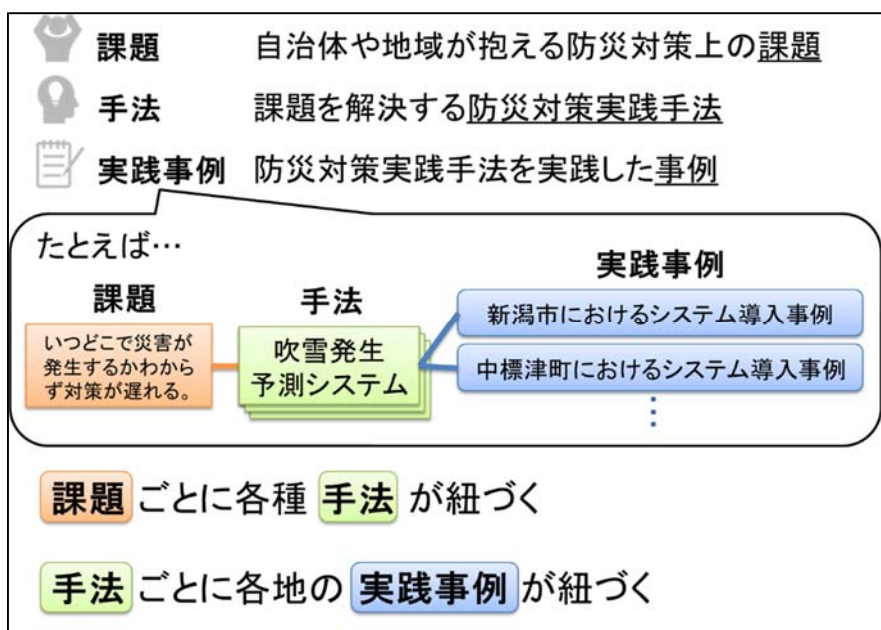 課題 自治体や地域が抱える防災対策上の課題
手法 課題を解決する防災対策実践手法
実践事例 防災対策実践手法を実践した事例
たとえば…
課題
いつどこで災害が
発生するかわから
ず対策が遅れる。
手法
吹雪発生
予測システム
実践事例
新潟市におけるシステム導入事例
中標津町におけるシステム導入事例
⋮
課題ごとに各種手法が紐づく
手法ごとに各地の実践事例が紐づく